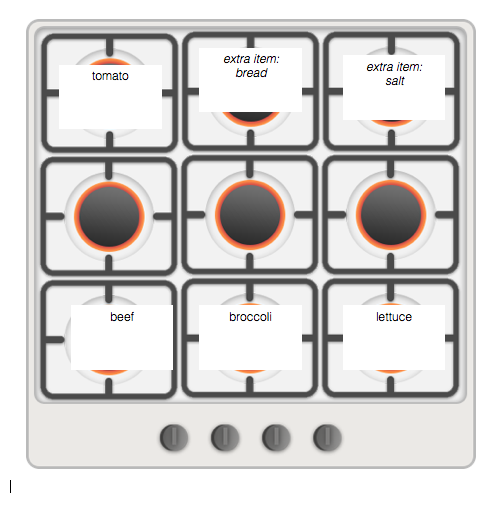 tomato
extra item:
bread
extra item:
salt
beef
broccoli
lettuce